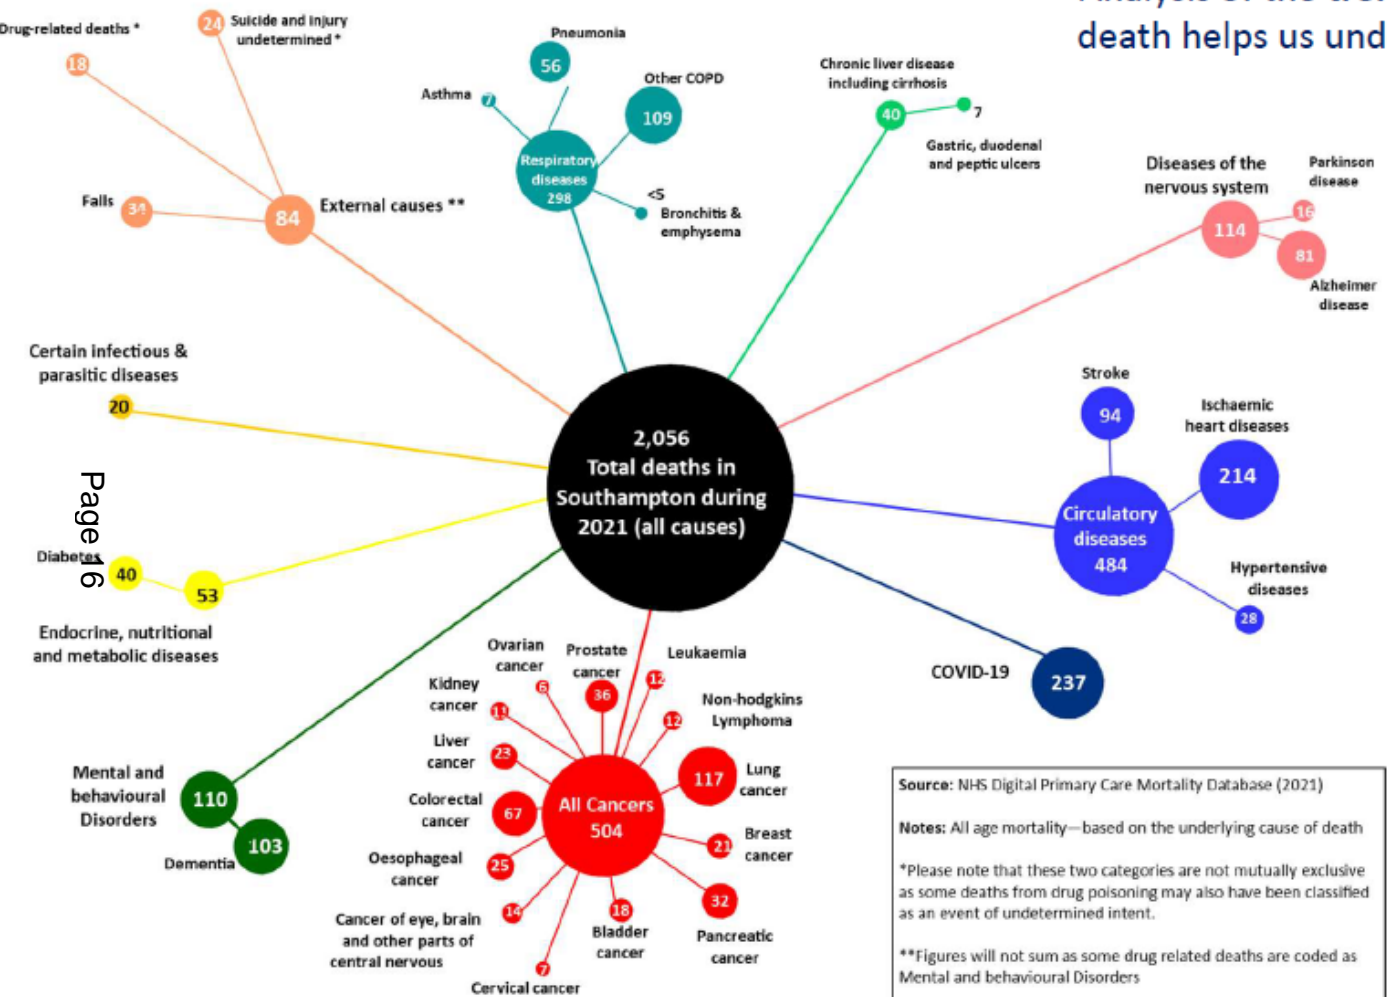 death helps us und
Drug-related deaths *
18
24
Suicide and injury
undetermined *
Falls
34
84
External causes **
Pneumonia
56
Asthma
7
Other COPD
109
Respiratory
diseases
298
<5
Bronchitis &
emphysema
Chronic liver disease
including cirrhosis
40
7
Gastric, duodenal
and peptic ulcers
Diseases of the
nervous system
114
Parkinson
disease
16
81
Alzheimer
disease
Certain infectious &
parasitic diseases
20
2,056
Total deaths in
Southampton during
2021 (all causes)
Stroke
94
Ischaemic
heart diseases
214
Circulatory
diseases
484
Hypertensive
diseases
28
Page 16
Diabetes
40
53
Endocrine, nutritional
and metabolic diseases
COVID-19
237
Mental and
behavioural
Disorders
110
103
Dementia
Ovarian
cancer
6
Prostate
cancer
36
Leukaemia
12
Kidney
cancer
11
Non-hodgkins
Lymphoma
12
Liver
cancer
23
117
Lung
cancer
Colorectal
cancer
67
All Cancers
504
21
Breast
cancer
Oesophageal
cancer
25
32
Pancreatic
cancer
14
Cancer of eye, brain
and other parts of
central nervous
18
Bladder
cancer
7
Cervical cancer
Source: NHS Digital Primary Care Mortality Database (2021)
Notes: All age mortality—based on the underlying cause of death
*Please note that these two categories are not mutually exclusive
as some deaths from drug poisoning may also have been classified
as an event of undetermined intent.
**Figures will not sum as some drug related deaths are coded as
Mental and behavioural Disorders